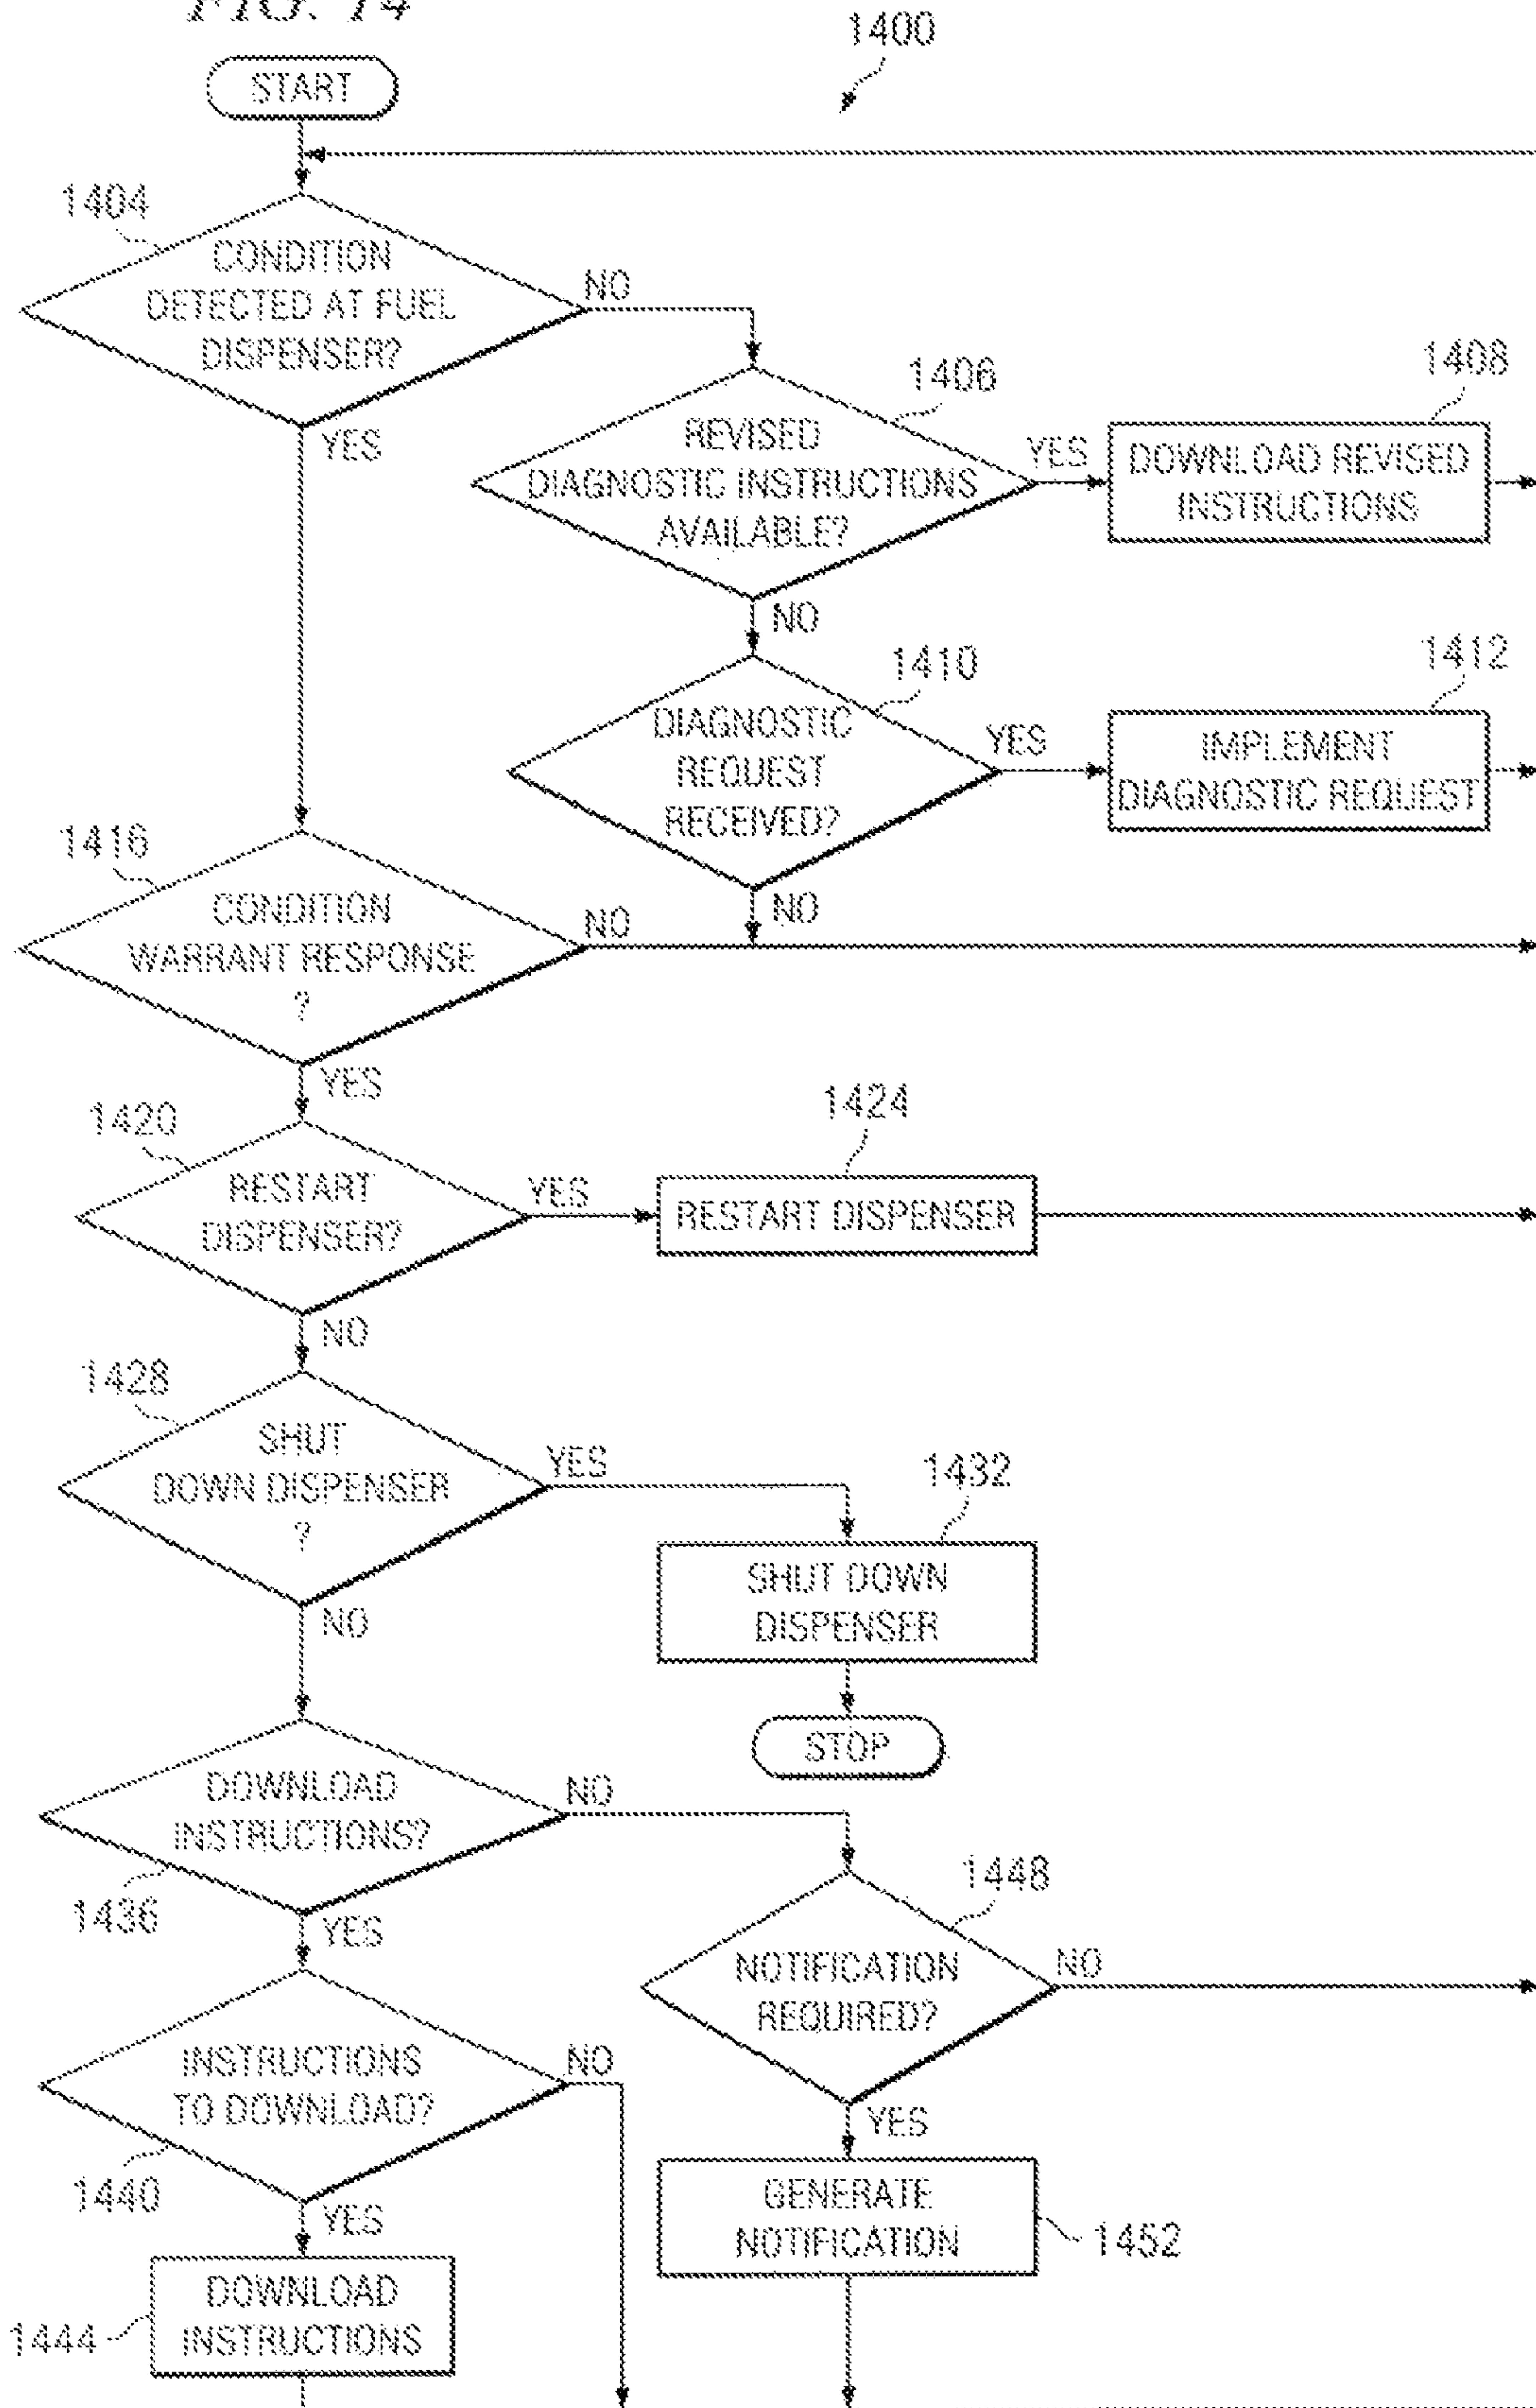 FIG. 14
1400
START
1404
CONDITION
DETECTED AT FUEL
DISPENSER?
NO
YES
1406
REVISED
DIAGNOSTIC INSTRUCTIONS
AVAILABLE?
YES
NO
1408
DOWNLOAD REVISED
INSTRUCTIONS
1410
DIAGNOSTIC
REQUEST
RECEIVED?
YES
NO
1412
IMPLEMENT
DIAGNOSTIC REQUEST
1416
CONDITION
WARRANT RESPONSE
?
NO
YES
1420
RESTART
DISPENSER?
YES
NO
1424
RESTART DISPENSER
1428
SHUT
DOWN DISPENSER
?
YES
NO
1432
SHUT DOWN
DISPENSER
STOP
DOWNLOAD
INSTRUCTIONS?
1436
NO
YES
1448
NOTIFICATION
REQUIRED?
NO
YES
INSTRUCTIONS
TO DOWNLOAD?
1440
NO
YES
GENERATE
NOTIFICATION
1452
DOWNLOAD
INSTRUCTIONS
1444